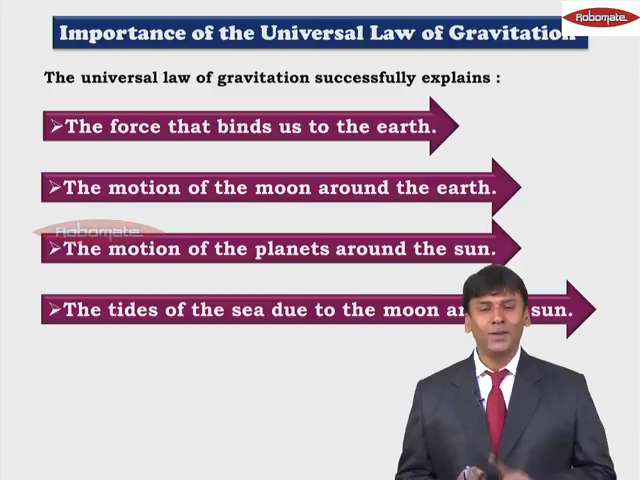 Robomate
Importance of the Universal Law of Gravitation
The universal law of gravitation successfully explains :
➢The force that binds us to the earth.
➢The motion of the moon around the earth.
Robomate
➢The motion of the planets around the sun.
➢The tides of the sea due to the moon an sun.